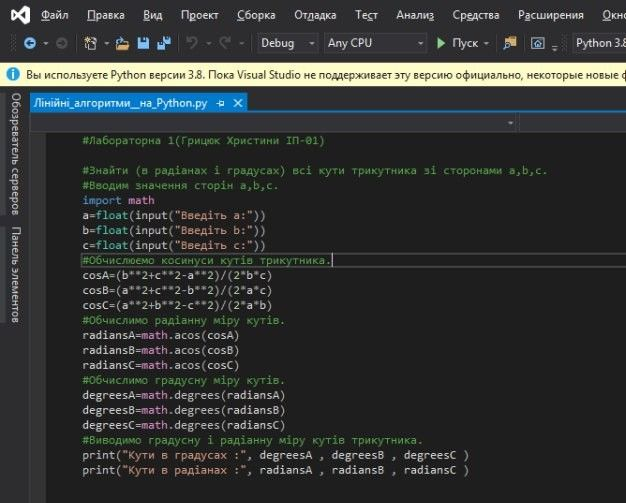 Файл Правка Вид Проект Сборка Отладка Тест Анализ Средства Расширения
Debug Any CPU Пуск Python 3.8
Вы используете Python версии 3.8. Пока Visual Studio не поддерживает эту версию официально, некоторые новые
Лінійні_алгоритми__на_Python.py
Обозреватель серверов
Панель элементов
#Лабораторна 1(Грицюк Христини ІП-01)
#Знайти (в радіанах і градусах) всі кути трикутника зі сторонами a,b,c.
#Вводим значення сторін a,b,c.
import math
a=float(input("Введіть a:"))
b=float(input("Введіть b:"))
c=float(input("Введіть c:"))
#Обчислюємо косинуси кутів трикутника.
cosA=(b**2+c**2-a**2)/(2*b*c)
cosB=(a**2+c**2-b**2)/(2*a*c)
cosC=(a**2+b**2-c**2)/(2*a*b)
#Обчислимо радіанну міру кутів.
radiansA=math.acos(cosA)
radiansB=math.acos(cosB)
radiansC=math.acos(cosC)
#Обчислимо градусну міру кутів.
degreesA=math.degrees(radiansA)
degreesB=math.degrees(radiansB)
degreesC=math.degrees(radiansC)
#Виводимо градусну і радіанну міру кутів трикутника.
print("Кути в градусах :", degreesA , degreesB , degreesC )
print("Кути в радіанах :", radiansA , radiansB , radiansC )